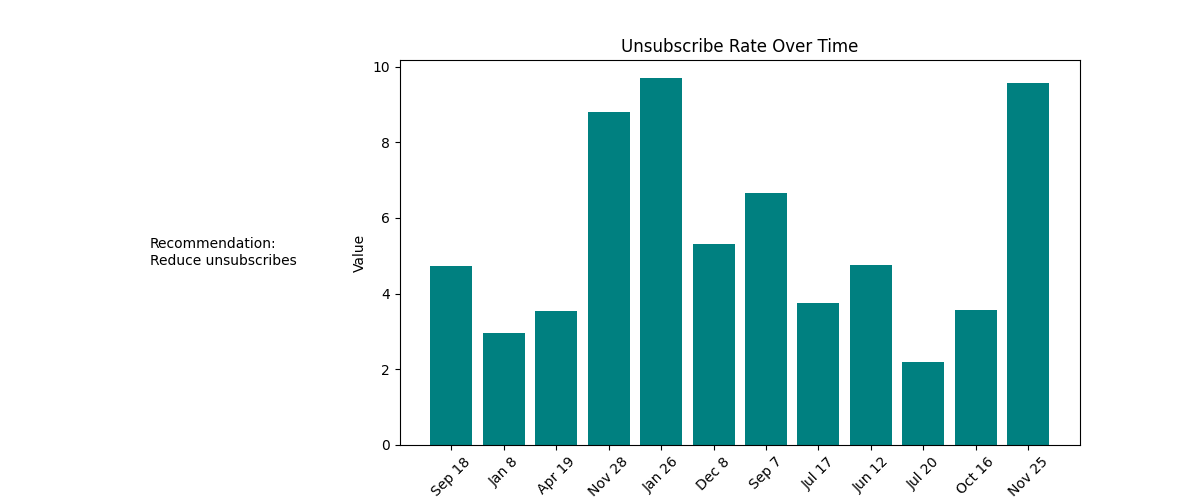 Unsubscribe Rate Over Time
Recommendation:
Reduce unsubscribes
Value
10
8
6
4
2
0
Sep 18
Jan 8
Apr 19
Nov 28
Jan 26
Dec 8
Sep 7
Jul 17
Jun 12
Jul 20
Oct 16
Nov 25